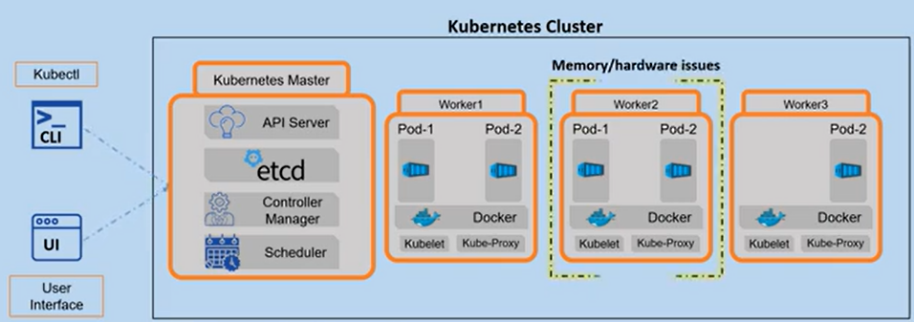 Kubernetes Cluster
Kubectl
>_
CLI
UI
User
Interface
Kubernetes Master
API Server
etcd
Controller
Manager
Scheduler
Worker1
Pod-1 Pod-2
Docker
Kubelet Kube-Proxy
Memory/hardware issues
Worker2
Pod-1 Pod-2
Docker
Kubelet Kube-Proxy
Worker3
Pod-2
Docker
Kubelet Kube-Proxy